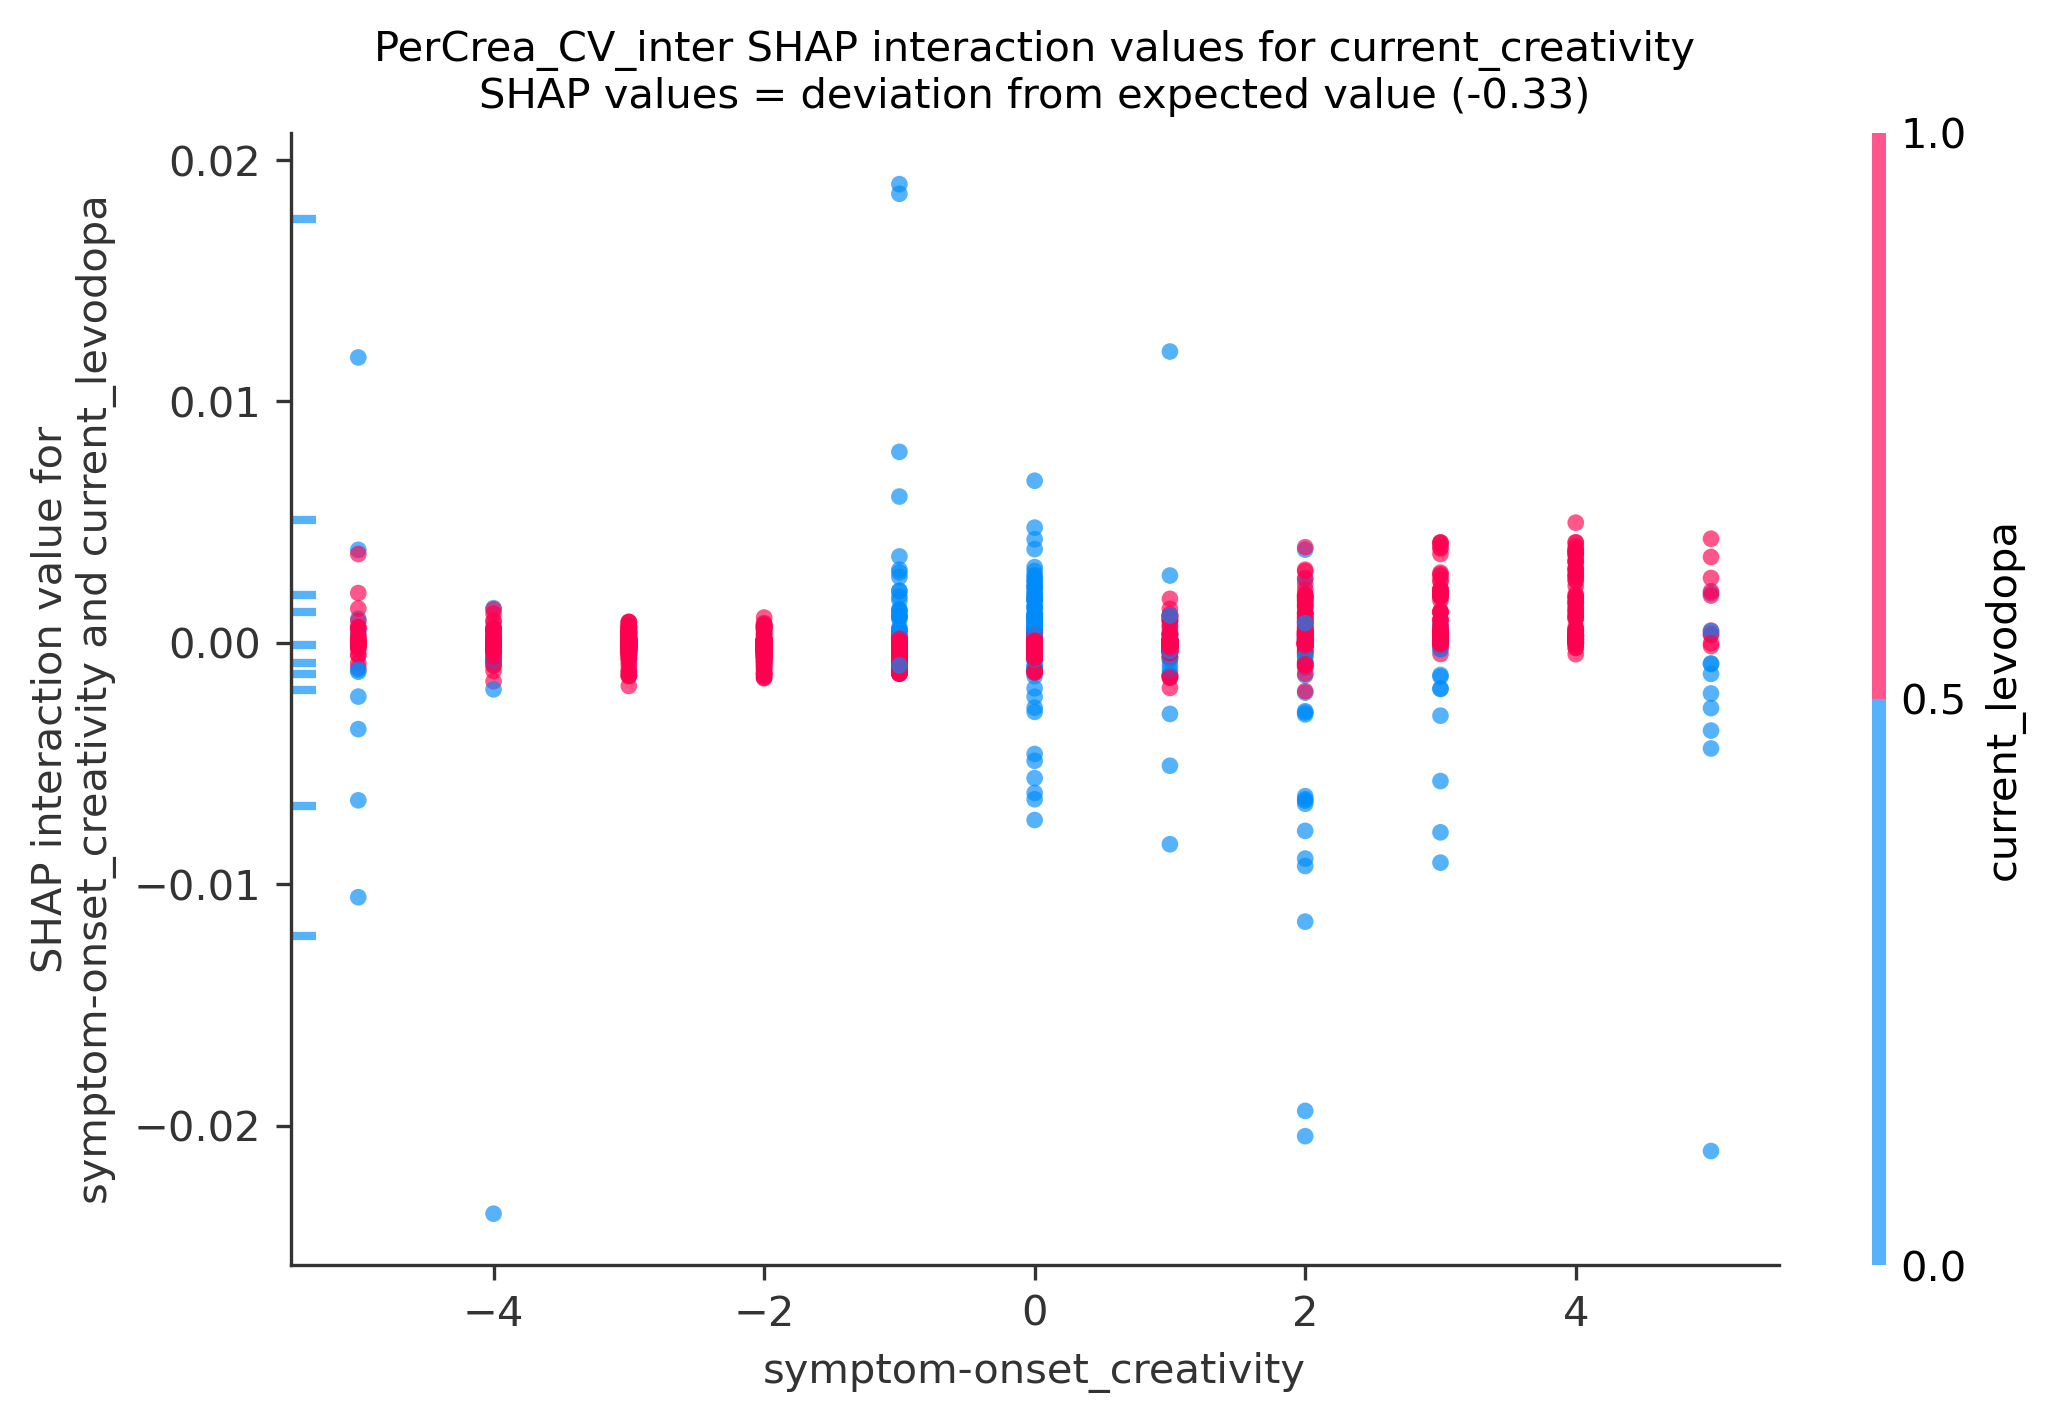 PerCrea_CV_inter SHAP interaction values for current_creativity
SHAP values = deviation from expected value (-0.33)
SHAP interaction value for
symptom-onset_creativity and current_levodopa
0.02
0.01
0.00
−0.01
−0.02
−4
−2
0
2
4
symptom-onset_creativity
1.0
0.5
0.0
current_levodopa